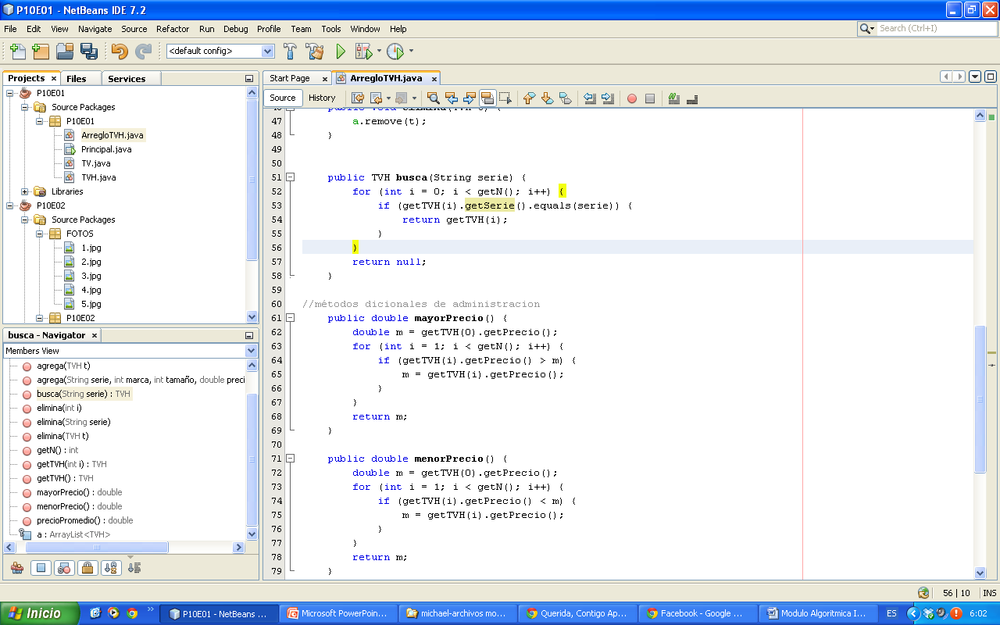 P10E01 - NetBeans IDE 7.2
File Edit View Navigate Source Refactor Run Debug Profile Team Tools Window Help
Search (Ctrl+I)
<default config>
Projects Files Services
P10E01
Source Packages
P10E01
ArregloTVH.java
Principal.java
TV.java
TVH.java
Libraries
P10E02
Source Packages
FOTOS
1.jpg
2.jpg
3.jpg
4.jpg
5.jpg
P10E02
busca - Navigator
Members View
agrega(TVH t)
agrega(String serie, int marca, int tamaño, double preci
busca(String serie) : TVH
elimina(int i)
elimina(String serie)
elimina(TVH t)
getN() : int
getTVH(int i) : TVH
getTVH() : TVH
mayorPrecio() : double
menorPrecio() : double
precioPromedio() : double
a : ArrayList<TVH>
Start Page ArregloTVH.java
Source History
47 a.remove(t);
48 }
49
50
51 public TVH busca(String serie) {
52 for (int i = 0; i < getN(); i++) {
53 if (getTVH(i).getSerie().equals(serie)) {
54 return getTVH(i);
55 }
56 }
57 return null;
58 }
59
60 //métodos dicionales de administracion
61 public double mayorPrecio() {
62 double m = getTVH(0).getPrecio();
63 for (int i = 1; i < getN(); i++) {
64 if (getTVH(i).getPrecio() > m) {
65 m = getTVH(i).getPrecio();
66 }
67 }
68 return m;
69 }
70
71 public double menorPrecio() {
72 double m = getTVH(0).getPrecio();
73 for (int i = 1; i < getN(); i++) {
74 if (getTVH(i).getPrecio() < m) {
75 m = getTVH(i).getPrecio();
76 }
77 }
78 return m;
79 }
56 | 10 INS
Inicio P10E01 - NetBeans ... Microsoft PowerPoin... michael-archivos mo... Querida, Contigo Ap... Facebook - Google ... Modulo Algoritmica I... ES 6:02